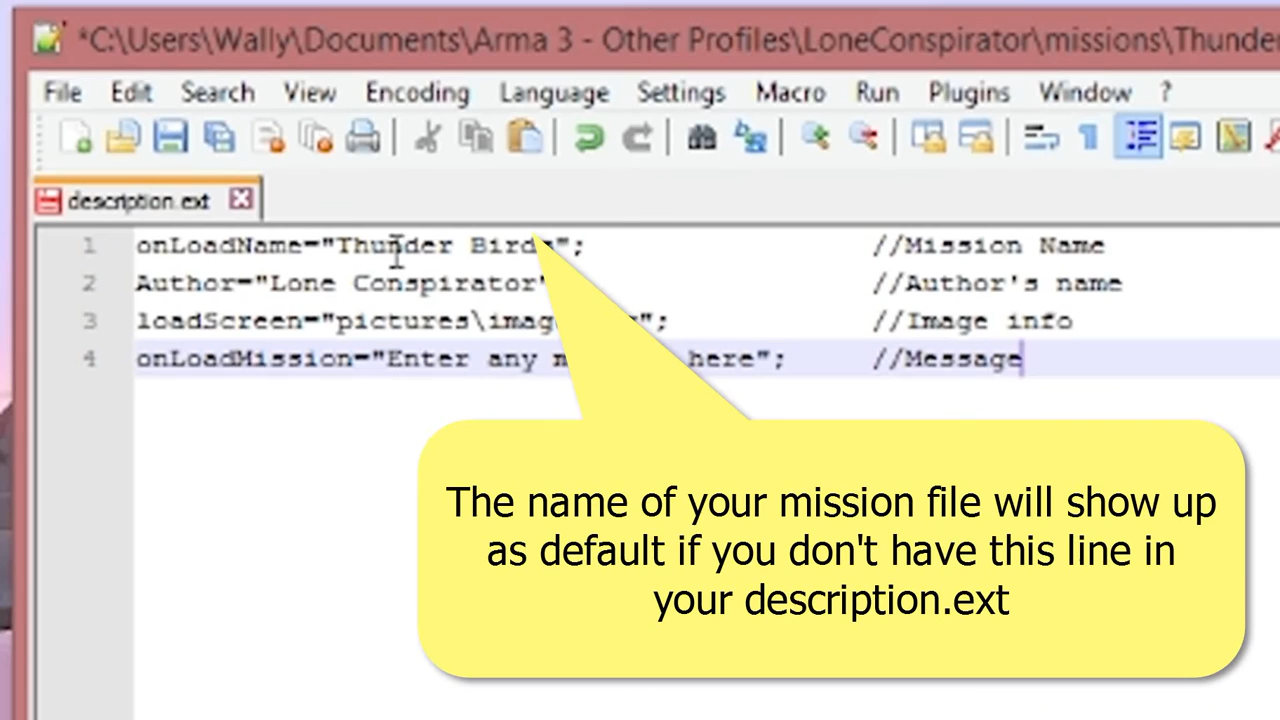 *C:\Users\Wally\Documents\Arma 3 - Other Profiles\LoneConspirator\missions\Thunde
File Edit Search View Encoding Language Settings Macro Run Plugins Window ?
description.ext
1 onLoadName="Thunder Birds"; //Mission Name
2 Author="Lone Conspirator" //Author's name
3 loadScreen="pictures\imag "; //Image info
4 onLoadMission="Enter any m here"; //Message
The name of your mission file will show up
as default if you don't have this line in
your description.ext